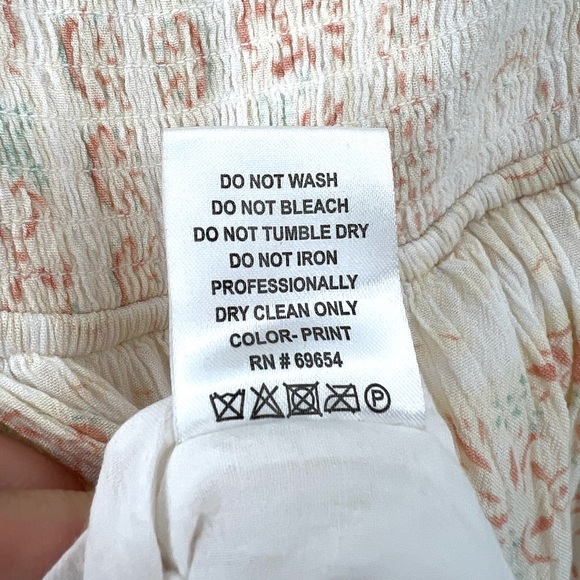 DO NOT WASH
DO NOT BLEACH
DO NOT TUMBLE DRY
DO NOT IRON
PROFESSIONALLY
DRY CLEAN ONLY
COLOR- PRINT
RN # 69654
P